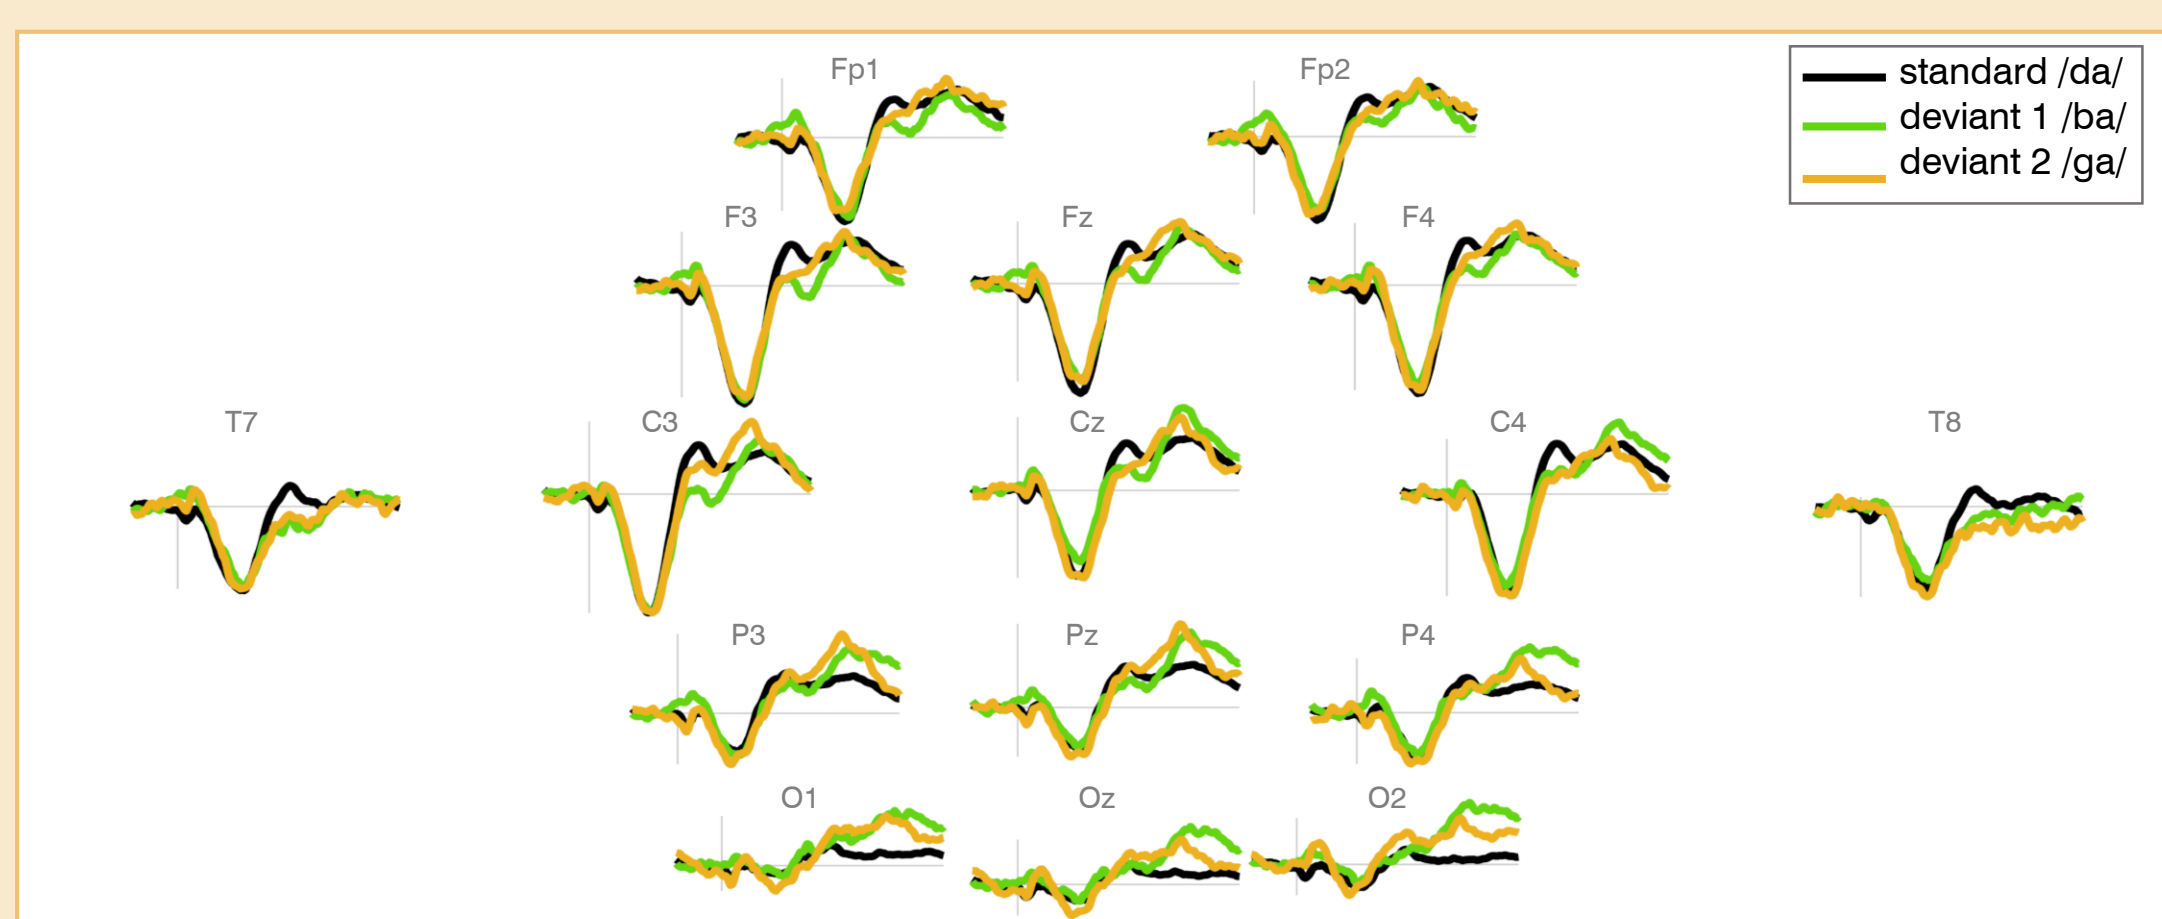 Fp1
Fp2
standard /da/
deviant 1 /ba/
deviant 2 /ga/
F3
Fz
F4
T7
C3
Cz
C4
T8
P3
Pz
P4
O1
Oz
O2